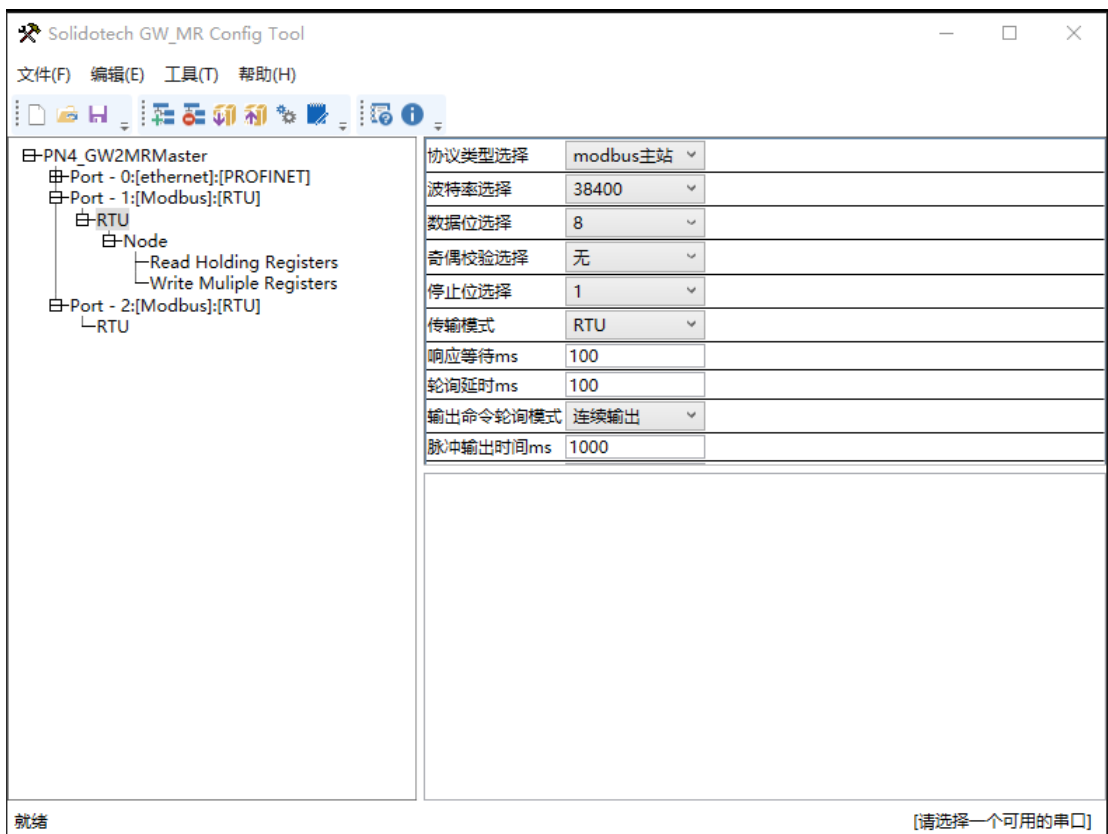 Solidotech GW_MR Config Tool
文件(F) 编辑(E) 工具(T) 帮助(H)
PN4_GW2MRMaster
Port - 0:[ethernet]:[PROFINET]
Port - 1:[Modbus]:[RTU]
RTU
Node
Read Holding Registers
Write Muliple Registers
Port - 2:[Modbus]:[RTU]
RTU
协议类型选择 modbus主站
波特率选择 38400
数据位选择 8
奇偶校验选择 无
停止位选择 1
传输模式 RTU
响应等待ms 100
轮询延时ms 100
输出命令轮询模式 连续输出
脉冲输出时间ms 1000
就绪 [请选择一个可用的串口]